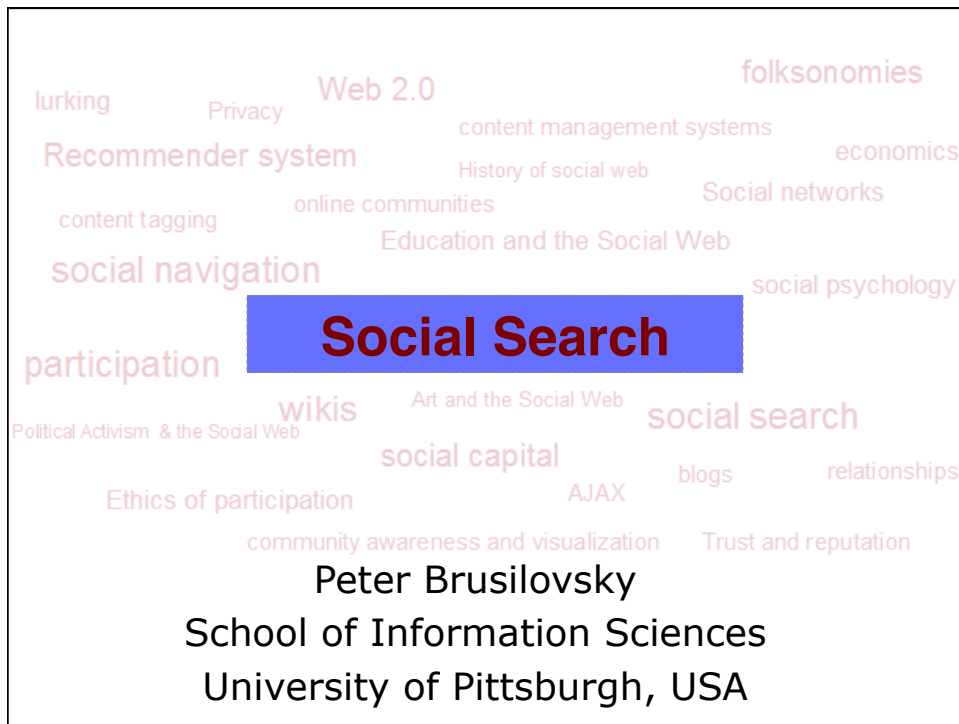 folksonomies
Web 2.0
lurking
Privacy
content management systems
Recommender system
economics
History of social web
Social networks
online communities
content tagging
Education and the Social Web
social navigation
social psychology
Social Search
participation
wikis
Art and the Social Web
social search
Political Activism & the Social Web
social capital
blogs
relationships
Ethics of participation
AJAX
community awareness and visualization
Trust and reputation
Peter Brusilovsky
School of Information Sciences
University of Pittsburgh, USA